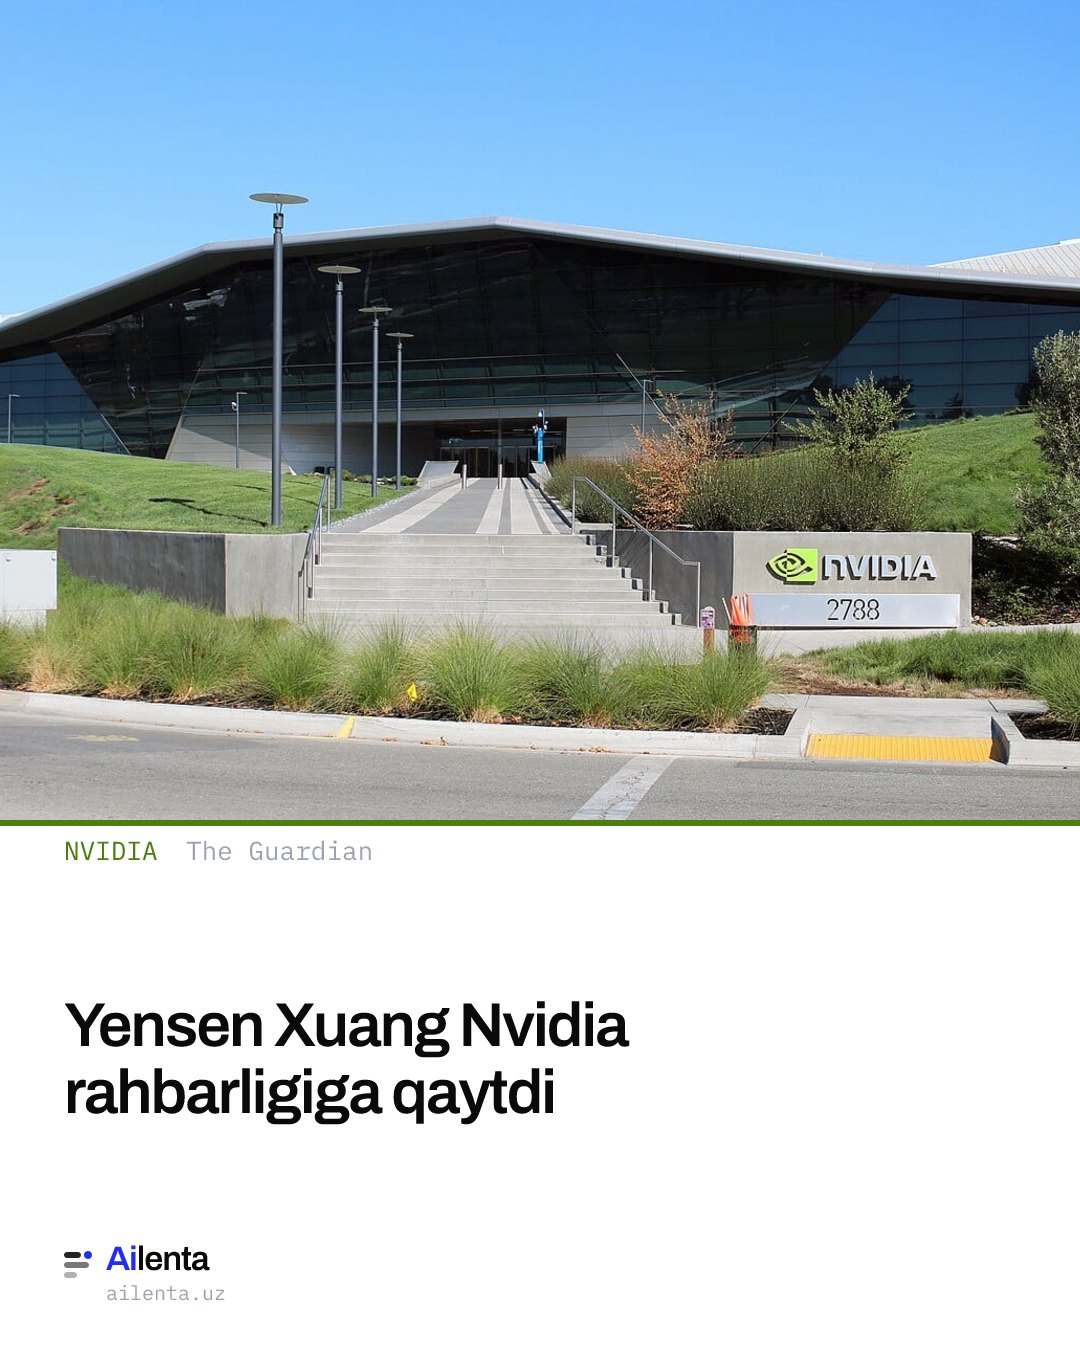 NVIDIA
2788
NVIDIA The Guardian
Yensen Xuang Nvidia
rahbarligiga qaytdi
Ailenta
ailenta.uz